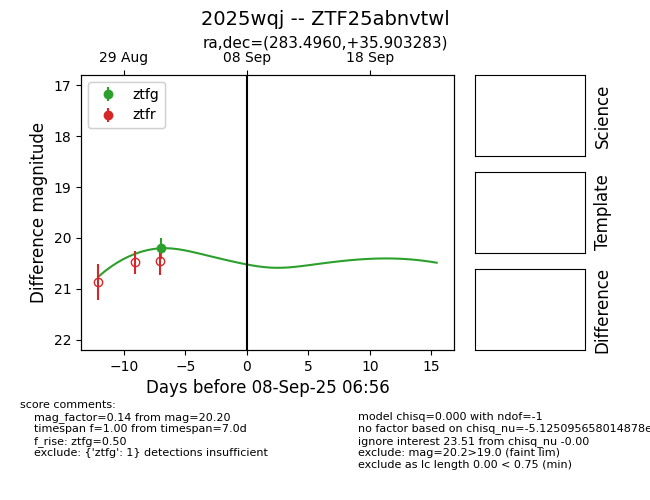 2025wqj -- ZTF25abnvtwl
ra,dec=(283.4960,+35.903283)
29 Aug 08 Sep 18 Sep
ztfg
ztfr
17
18
19
20
21
22
Difference magnitude
−10 −5 0 5 10 15
Days before 08-Sep-25 06:56
Science
Template
Difference
score comments:
mag_factor=0.14 from mag=20.20
timespan f=1.00 from timespan=7.0d
f_rise: ztfg=0.50
exclude: {'ztfg': 1} detections insufficient
model chisq=0.000 with ndof=-1
no factor based on chisq_nu=-5.125095658014878e
ignore interest 23.51 from chisq_nu -0.00
exclude: mag=20.2>19.0 (faint lim)
exclude as lc length 0.00 < 0.75 (min)